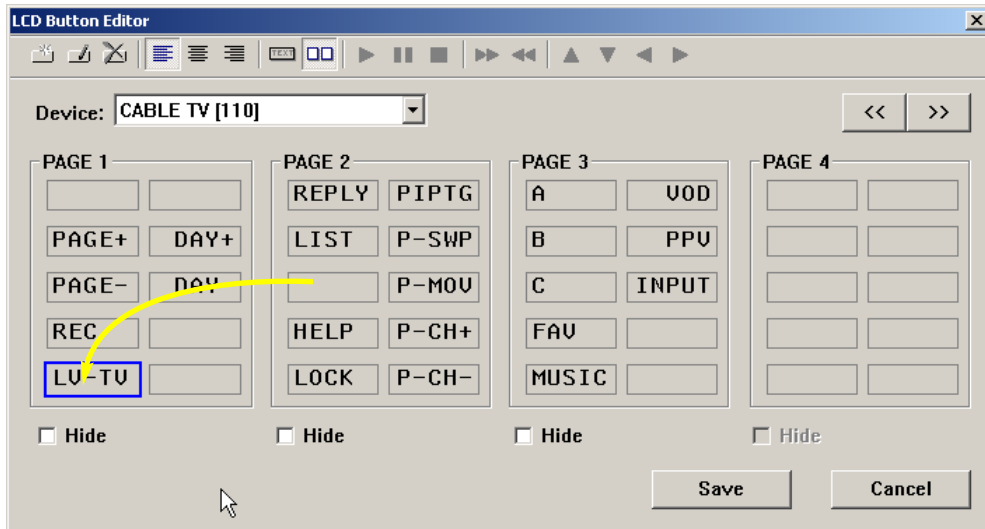 LCD Button Editor
TEXT
Device: CABLE TV [110] << >>
PAGE 1 PAGE 2 PAGE 3 PAGE 4
REPLY PIPTG A VOD
PAGE+ DAY+ LIST P-SWP B PPV
PAGE- DAY- P-MOV C INPUT
REC HELP P-CH+ FAV
LV-TV LOCK P-CH- MUSIC
Hide Hide Hide Hide
Save Cancel